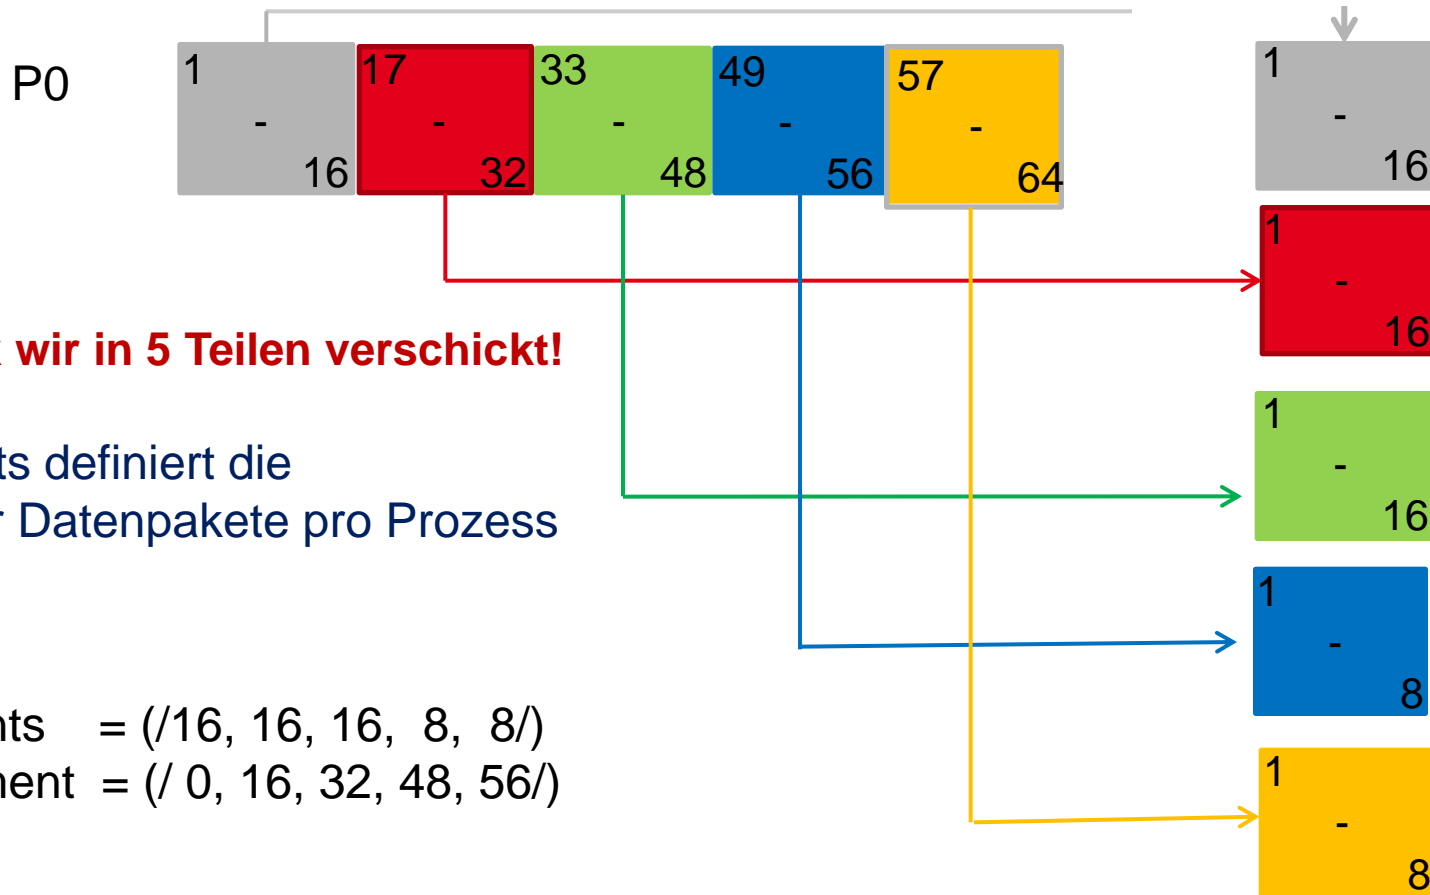 P0
1 - 16
17 - 32
33 - 48
49 - 56
57 - 64
1 - 16
1 - 16
wir in 5 Teilen verschickt!
1 - 16
ts definiert die
r Datenpakete pro Prozess
1 - 8
nts = (/16, 16, 16, 8, 8/)
ment = (/ 0, 16, 32, 48, 56/)
1 - 8